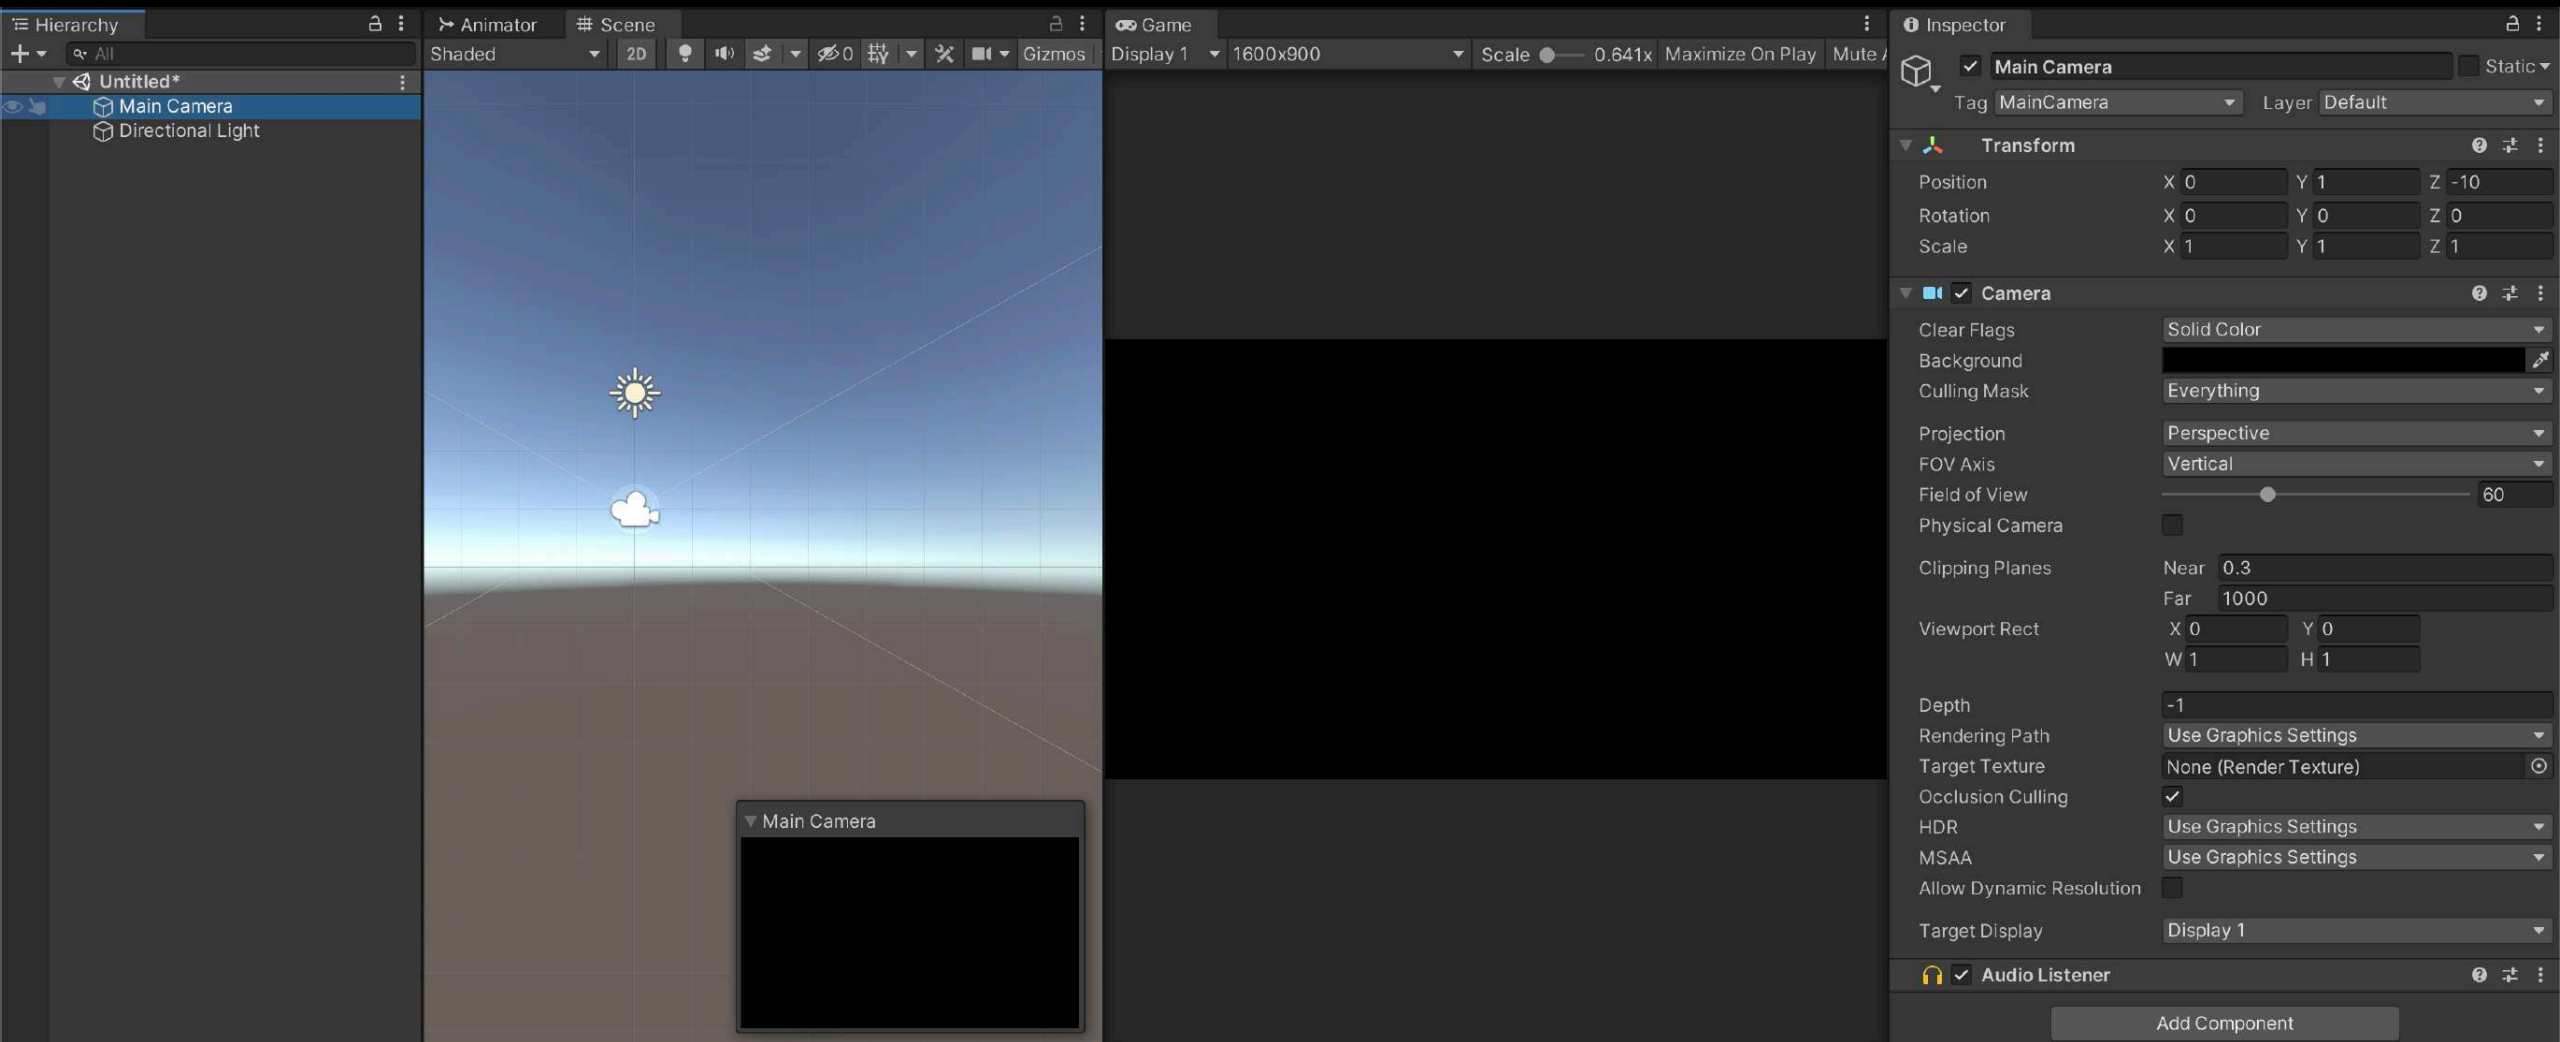 Hierarchy
All
Untitled*
Main Camera
Directional Light
Animator
Scene
Shaded
2D
0
Gizmos
Main Camera
Game
Display 1
1600x900
Scale
0.641x
Maximize On Play
Mute A
Inspector
Main Camera
Static
Tag MainCamera
Layer Default
Transform
Position X 0 Y 1 Z -10
Rotation X 0 Y 0 Z 0
Scale X 1 Y 1 Z 1
Camera
Clear Flags Solid Color
Background
Culling Mask Everything
Projection Perspective
FOV Axis Vertical
Field of View 60
Physical Camera
Clipping Planes Near 0.3
Far 1000
Viewport Rect X 0 Y 0
W 1 H 1
Depth -1
Rendering Path Use Graphics Settings
Target Texture None (Render Texture)
Occlusion Culling
HDR Use Graphics Settings
MSAA Use Graphics Settings
Allow Dynamic Resolution
Target Display Display 1
Audio Listener
Add Component